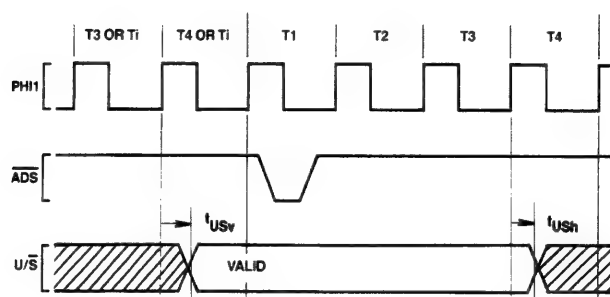 T3 OR Ti T4 OR Ti T1 T2 T3 T4
PHI1
ADS
tUSv tUSh
U/S VALID